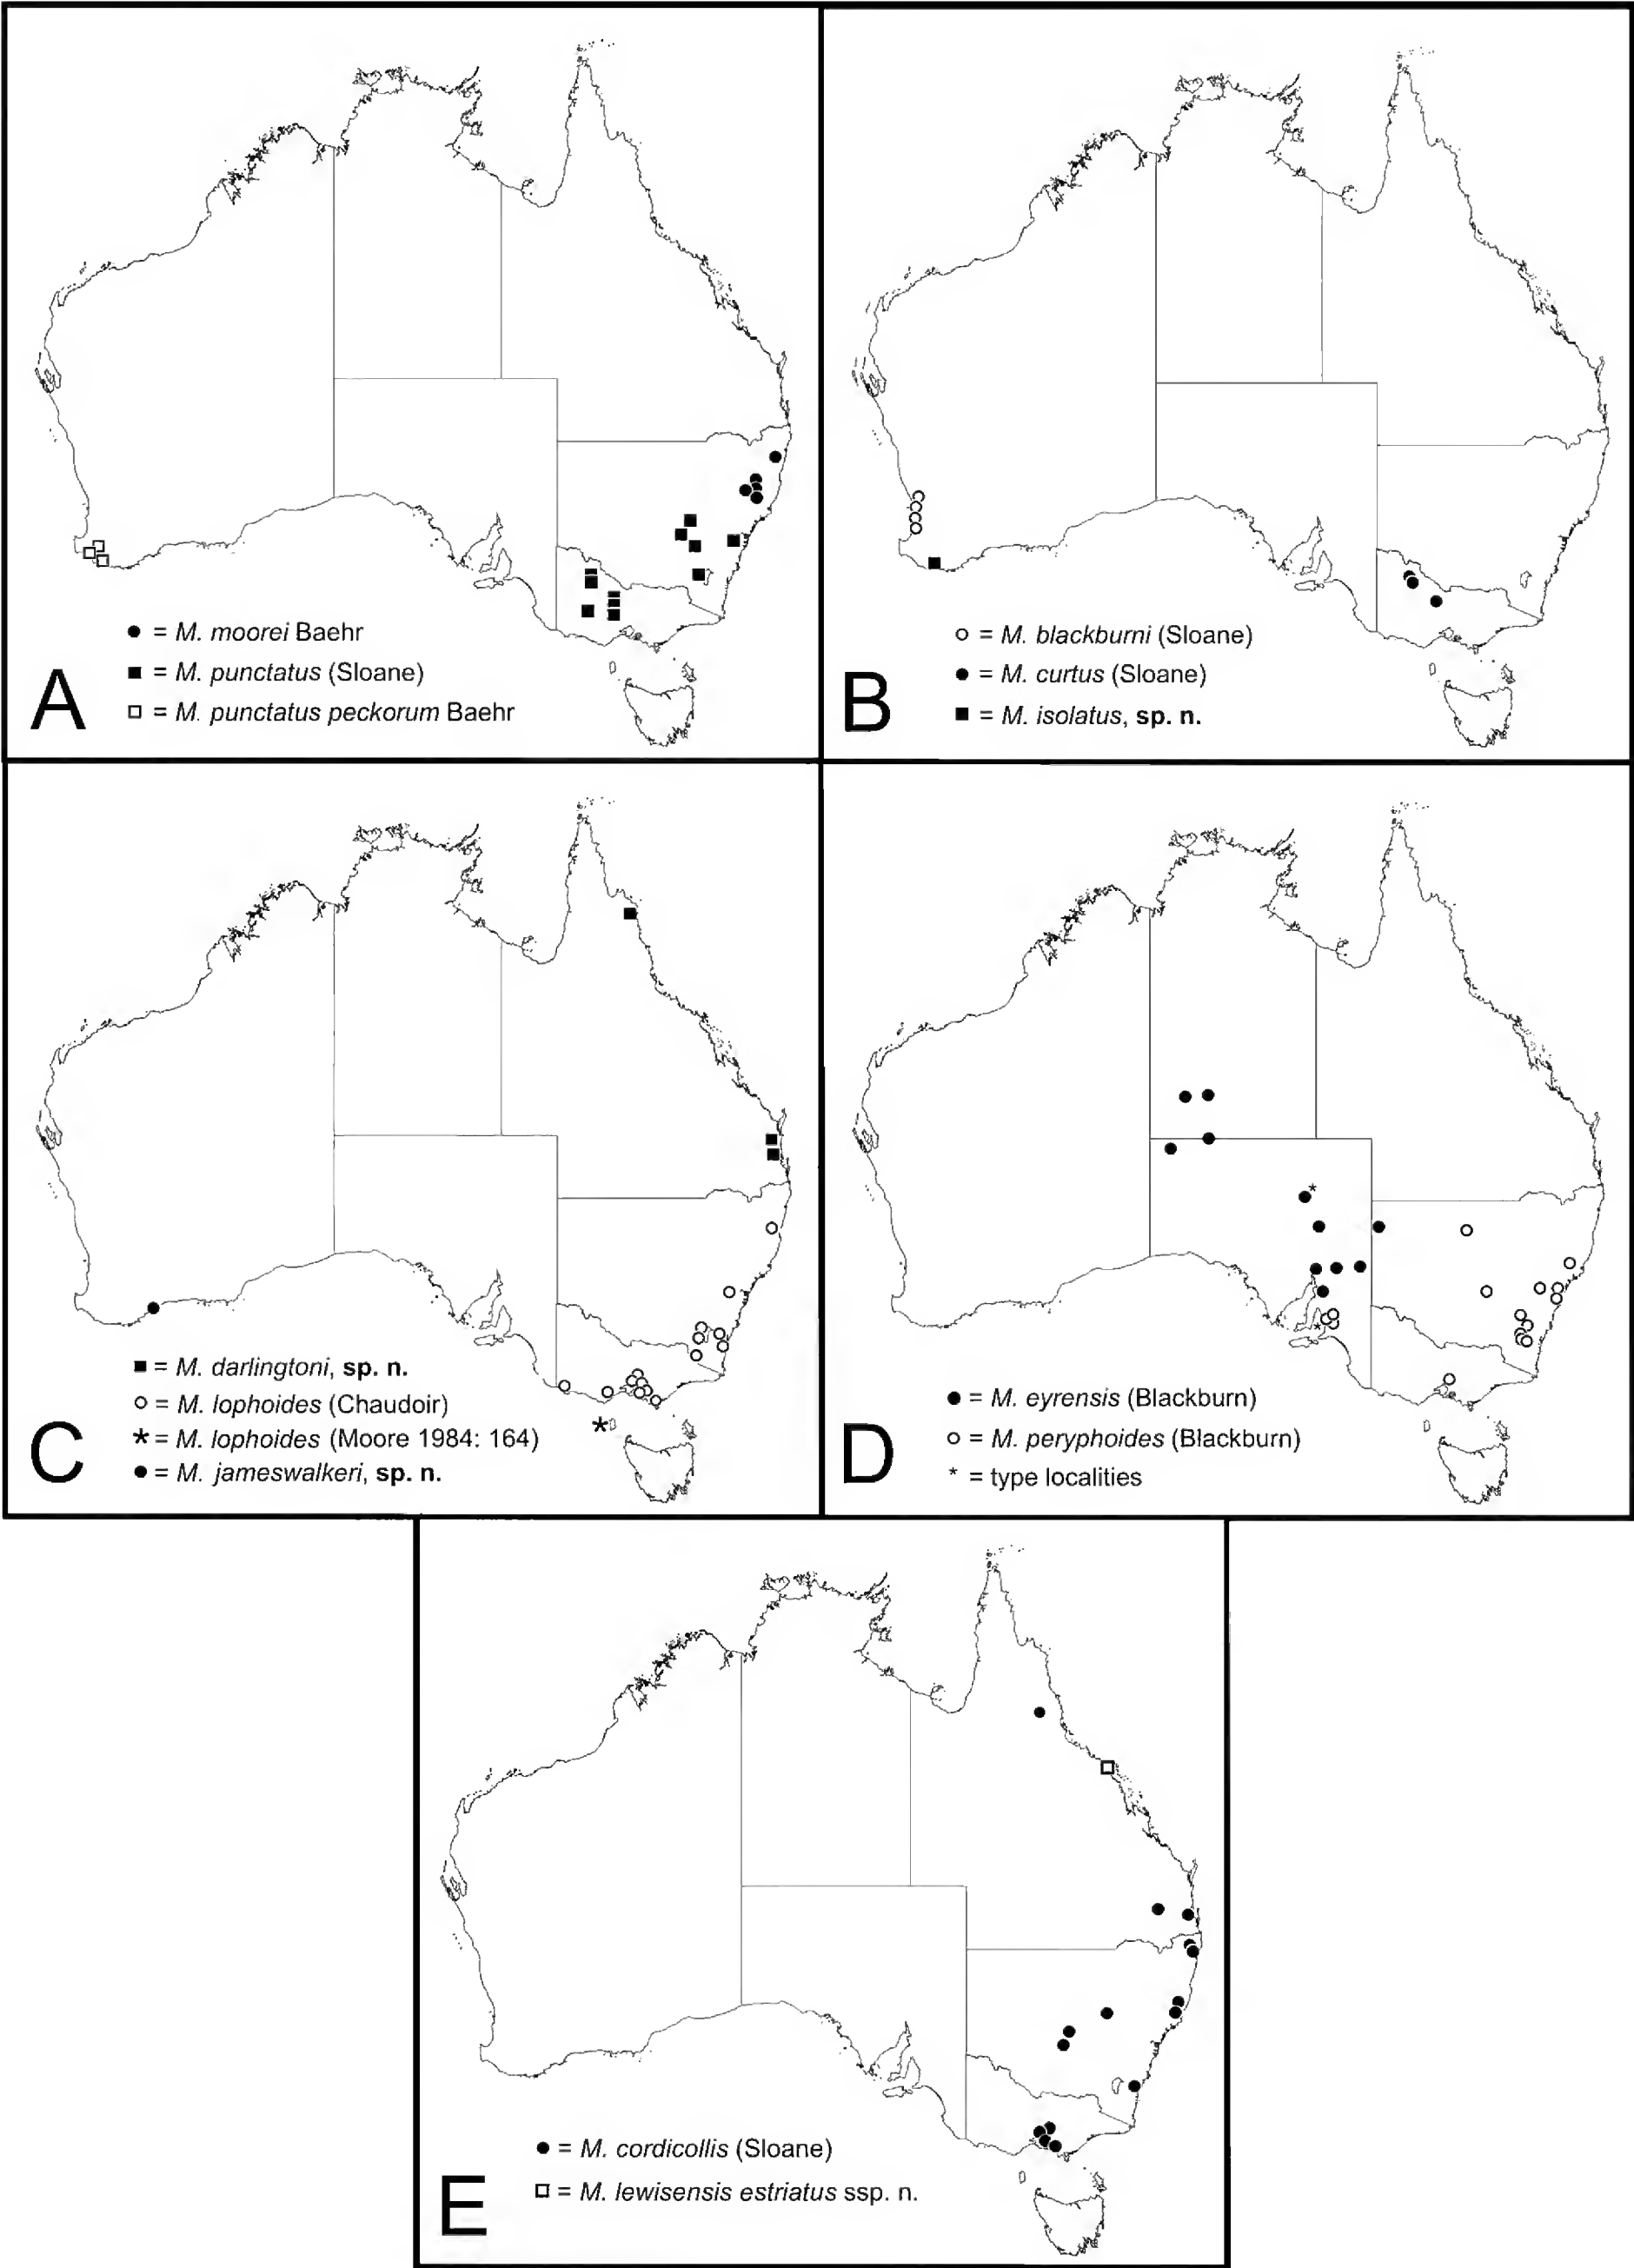 ● = M. moorei Baehr
■ = M. punctatus (Sloane)
□ = M. punctatus peckorum Baehr
A
○ = M. blackburni (Sloane)
● = M. curtus (Sloane)
■ = M. isolatus, sp. n.
B
■ = M. darlingtoni, sp. n.
○ = M. lophoides (Chaudoir)
* = M. lophoides (Moore 1984: 164)
● = M. jameswalkeri, sp. n.
C
● = M. eyrensis (Blackburn)
○ = M. peryphoides (Blackburn)
* = type localities
D
● = M. cordicollis (Sloane)
□ = M. lewisensis estriatus ssp. n.
E